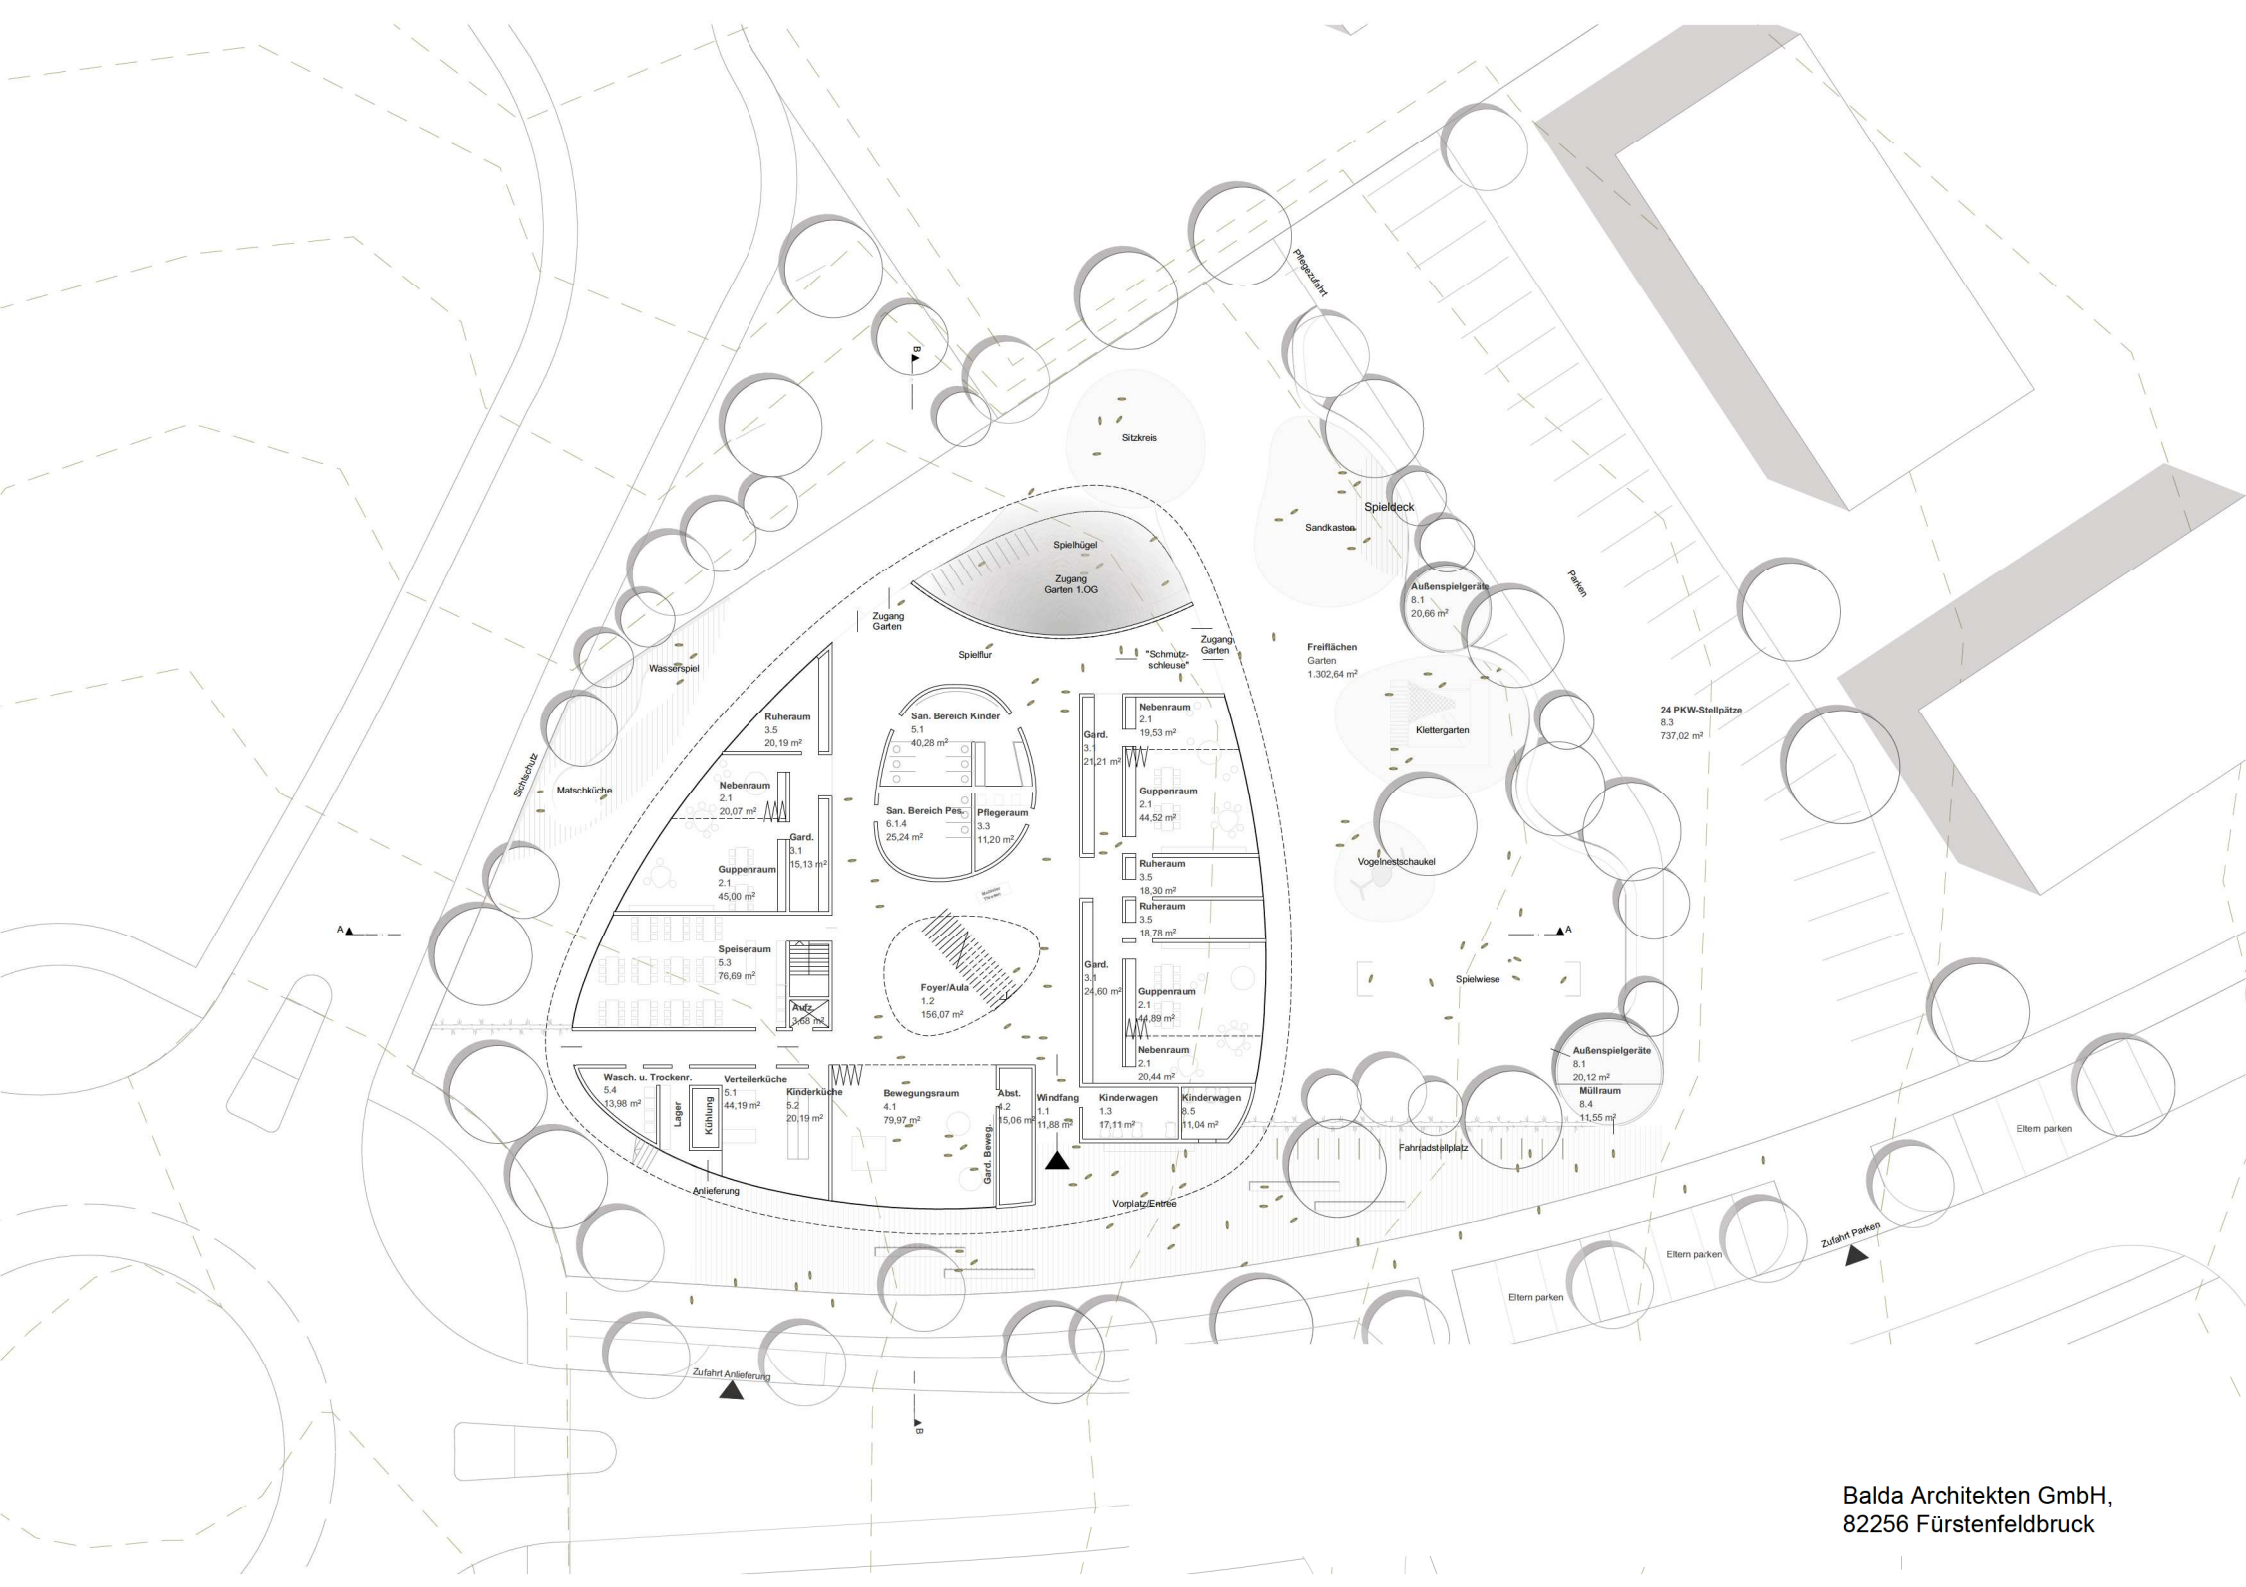 Pflegezufahrt
B
Sitzkreis
Spieldeck
Sandkasten
Spielhügel
Zugang
Garten 1.OG
Parken
Außenspielgeräte
8.1
20,66 m²
Zugang
Garten
Zugang
Garten
Spielflur
"Schmutz-
schleuse"
Freiflächen
Garten
1.302,64 m²
Wasserspiel
Ruheraum
3.5
20,19 m²
San. Bereich Kinder
5.1
40,28 m²
Nebenraum
2.1
19,53 m²
Gard.
3.1
21,21 m²
Klettergarten
24 PKW-Stellpätze
8.3
737,02 m²
Sichtschutz
Matschküche
Nebenraum
2.1
20,07 m²
San. Bereich Pes.
6.1.4
25,24 m²
Pflegeraum
3.3
11,20 m²
Guppenraum
2.1
44,52 m²
Gard.
3.1
15,13 m²
Guppenraum
2.1
45,00 m²
Ruheraum
3.5
18,30 m²
Vogelnestschaukel
Ruheraum
3.5
18,78 m²
A
A
Speiseraum
5.3
76,69 m²
Aufz.
3,68 m²
Foyer/Aula
1.2
156,07 m²
Gard.
3.1
24,60 m²
Guppenraum
2.1
44,89 m²
Spielwiese
Nebenraum
2.1
20,44 m²
Außenspielgeräte
8.1
20,12 m²
Müllraum
8.4
11,55 m²
Wasch. u. Trockenr.
5.4
13,98 m²
Lager
Kühlung
Verteilerküche
5.1
44,19 m²
Kinderküche
5.2
20,19 m²
Bewegungsraum
4.1
79,97 m²
Gard. Beweg.
Abst.
4.2
15,06 m²
Windfang
1.1
11,88 m²
Kinderwagen
1.3
17,11 m²
Kinderwagen
8.5
11,04 m²
Fahrradstellplatz
Eltern parken
Anlieferung
Vorplatz/Entree
Zufahrt Parken
Eltern parken
Eltern parken
Zufahrt Anlieferung
B
Balda Architekten GmbH,
82256 Fürstenfeldbruck